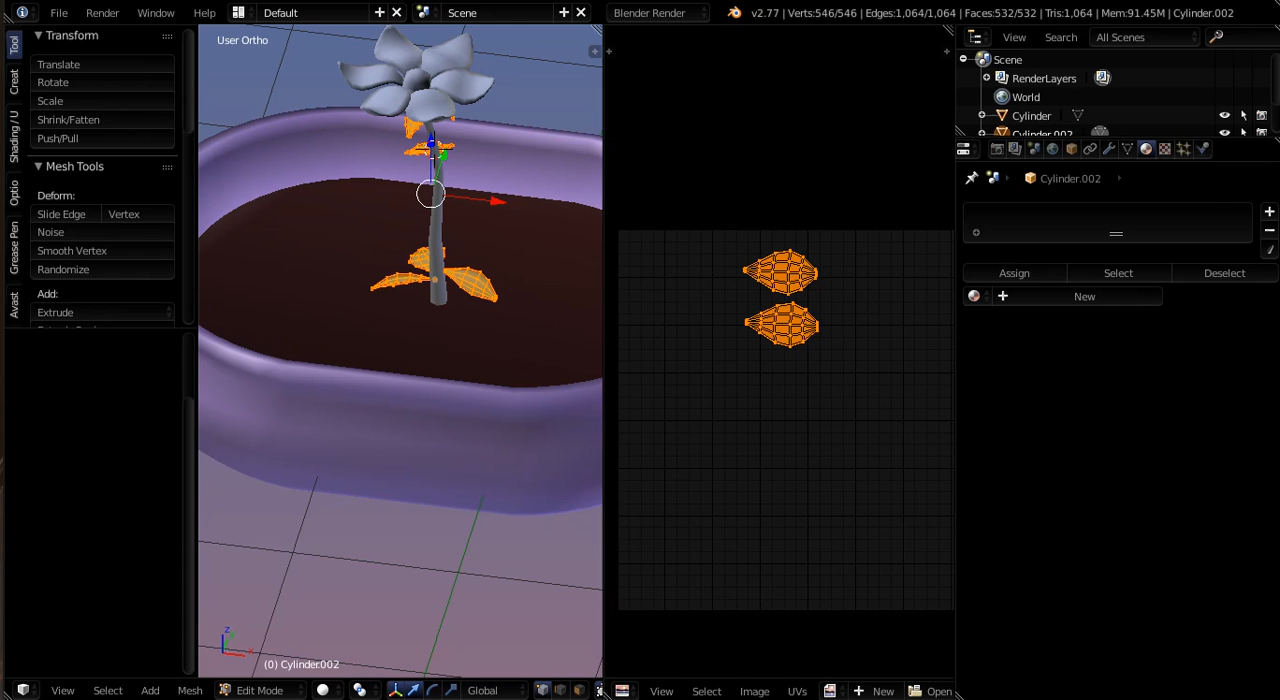 File Render Window Help Default Scene Blender Render v2.77 | Verts:546/546 | Edges:1,064/1,064 | Faces:532/532 | Tris:1,064 | Mem:91.45M | Cylinder.002
Tool
Creat
Shading / U
Optio
Grease Pen
Avast
Transform
Translate
Rotate
Scale
Shrink/Fatten
Push/Pull
Mesh Tools
Deform:
Slide Edge Vertex
Noise
Smooth Vertex
Randomize
Add:
Extrude
User Ortho
z
(0) Cylinder.002
View Select Add Mesh Edit Mode Global
View Select Image UVs New Open
View Search All Scenes
Scene
RenderLayers
World
Cylinder
Cylinder.002
Cylinder.002
Assign Select Deselect
New